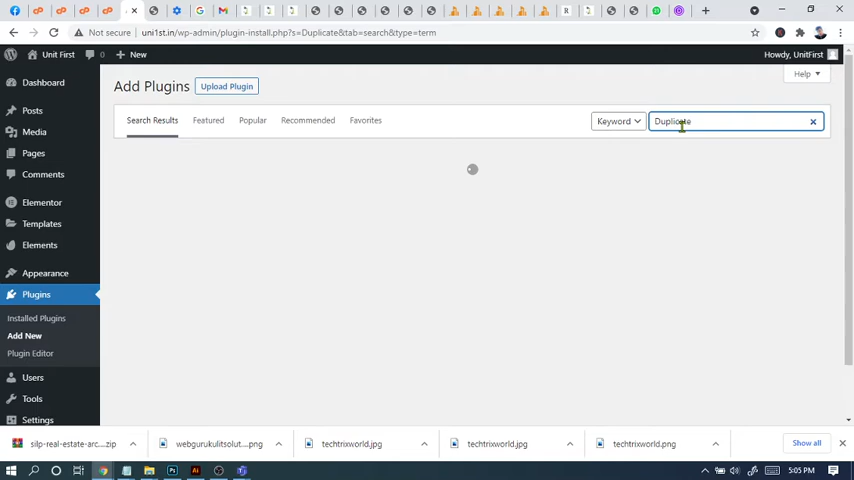 Not secure
uni1st.in/wp-admin/plugin-install.php?s=Duplicate&tab=search&type=term
Unit First
0
New
Howdy, UnitFirst
Dashboard
Posts
Media
Pages
Comments
Elementor
Templates
Elements
Appearance
Plugins
Installed Plugins
Add New
Plugin Editor
Users
Tools
Settings
Help
Add Plugins
Upload Plugin
Search Results
Featured
Popular
Recommended
Favorites
Keyword
Duplicate
silp-real-estate-arc....zip
webgurukulitsolut....png
techtrixworld.jpg
techtrixworld.jpg
techtrixworld.png
Show all
5:05 PM